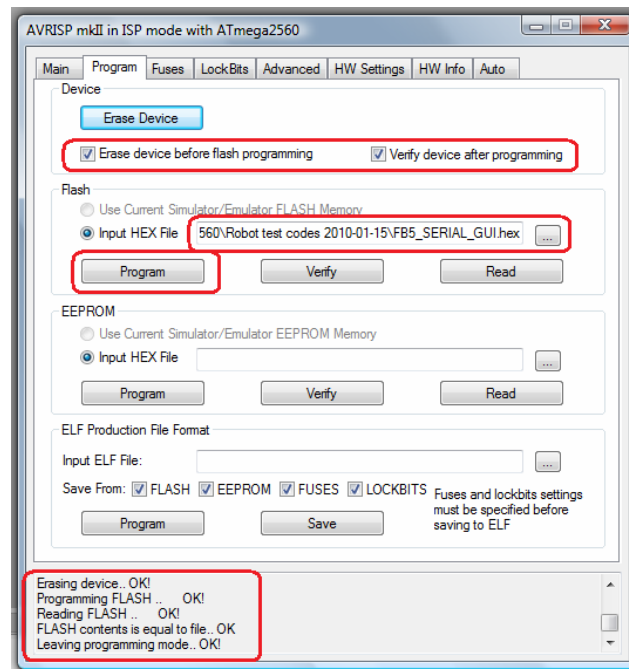 AVRISP mkII in ISP mode with ATmega2560
Main Program Fuses LockBits Advanced HW Settings HW Info Auto
Device
Erase Device
Erase device before flash programming Verify device after programming
Flash
Use Current Simulator/Emulator FLASH Memory
Input HEX File 560\Robot test codes 2010-01-15\FB5_SERIAL_GUI.hex ...
Program Verify Read
EEPROM
Use Current Simulator/Emulator EEPROM Memory
Input HEX File ...
Program Verify Read
ELF Production File Format
Input ELF File: ...
Save From: FLASH EEPROM FUSES LOCKBITS Fuses and lockbits settings
must be specified before
Program Save saving to ELF
Erasing device.. OK!
Programming FLASH .. OK!
Reading FLASH .. OK!
FLASH contents is equal to file.. OK
Leaving programming mode.. OK!